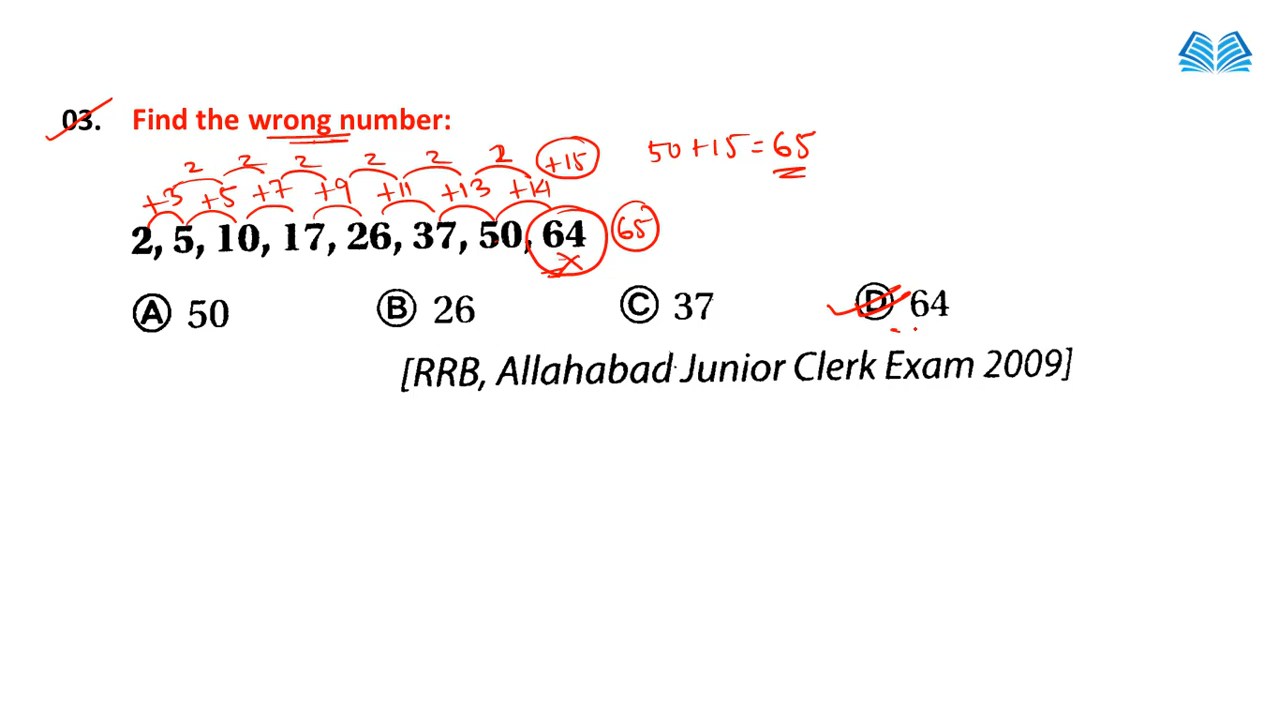 03. Find the wrong number:
50 +15 = 65
2 2 2 2 2 2 +15
+3 +5 +7 +9 +11 +13 +14
2, 5, 10, 17, 26, 37, 50, 64 65
A 50 B 26 C 37 D 64
[RRB, Allahabad Junior Clerk Exam 2009]